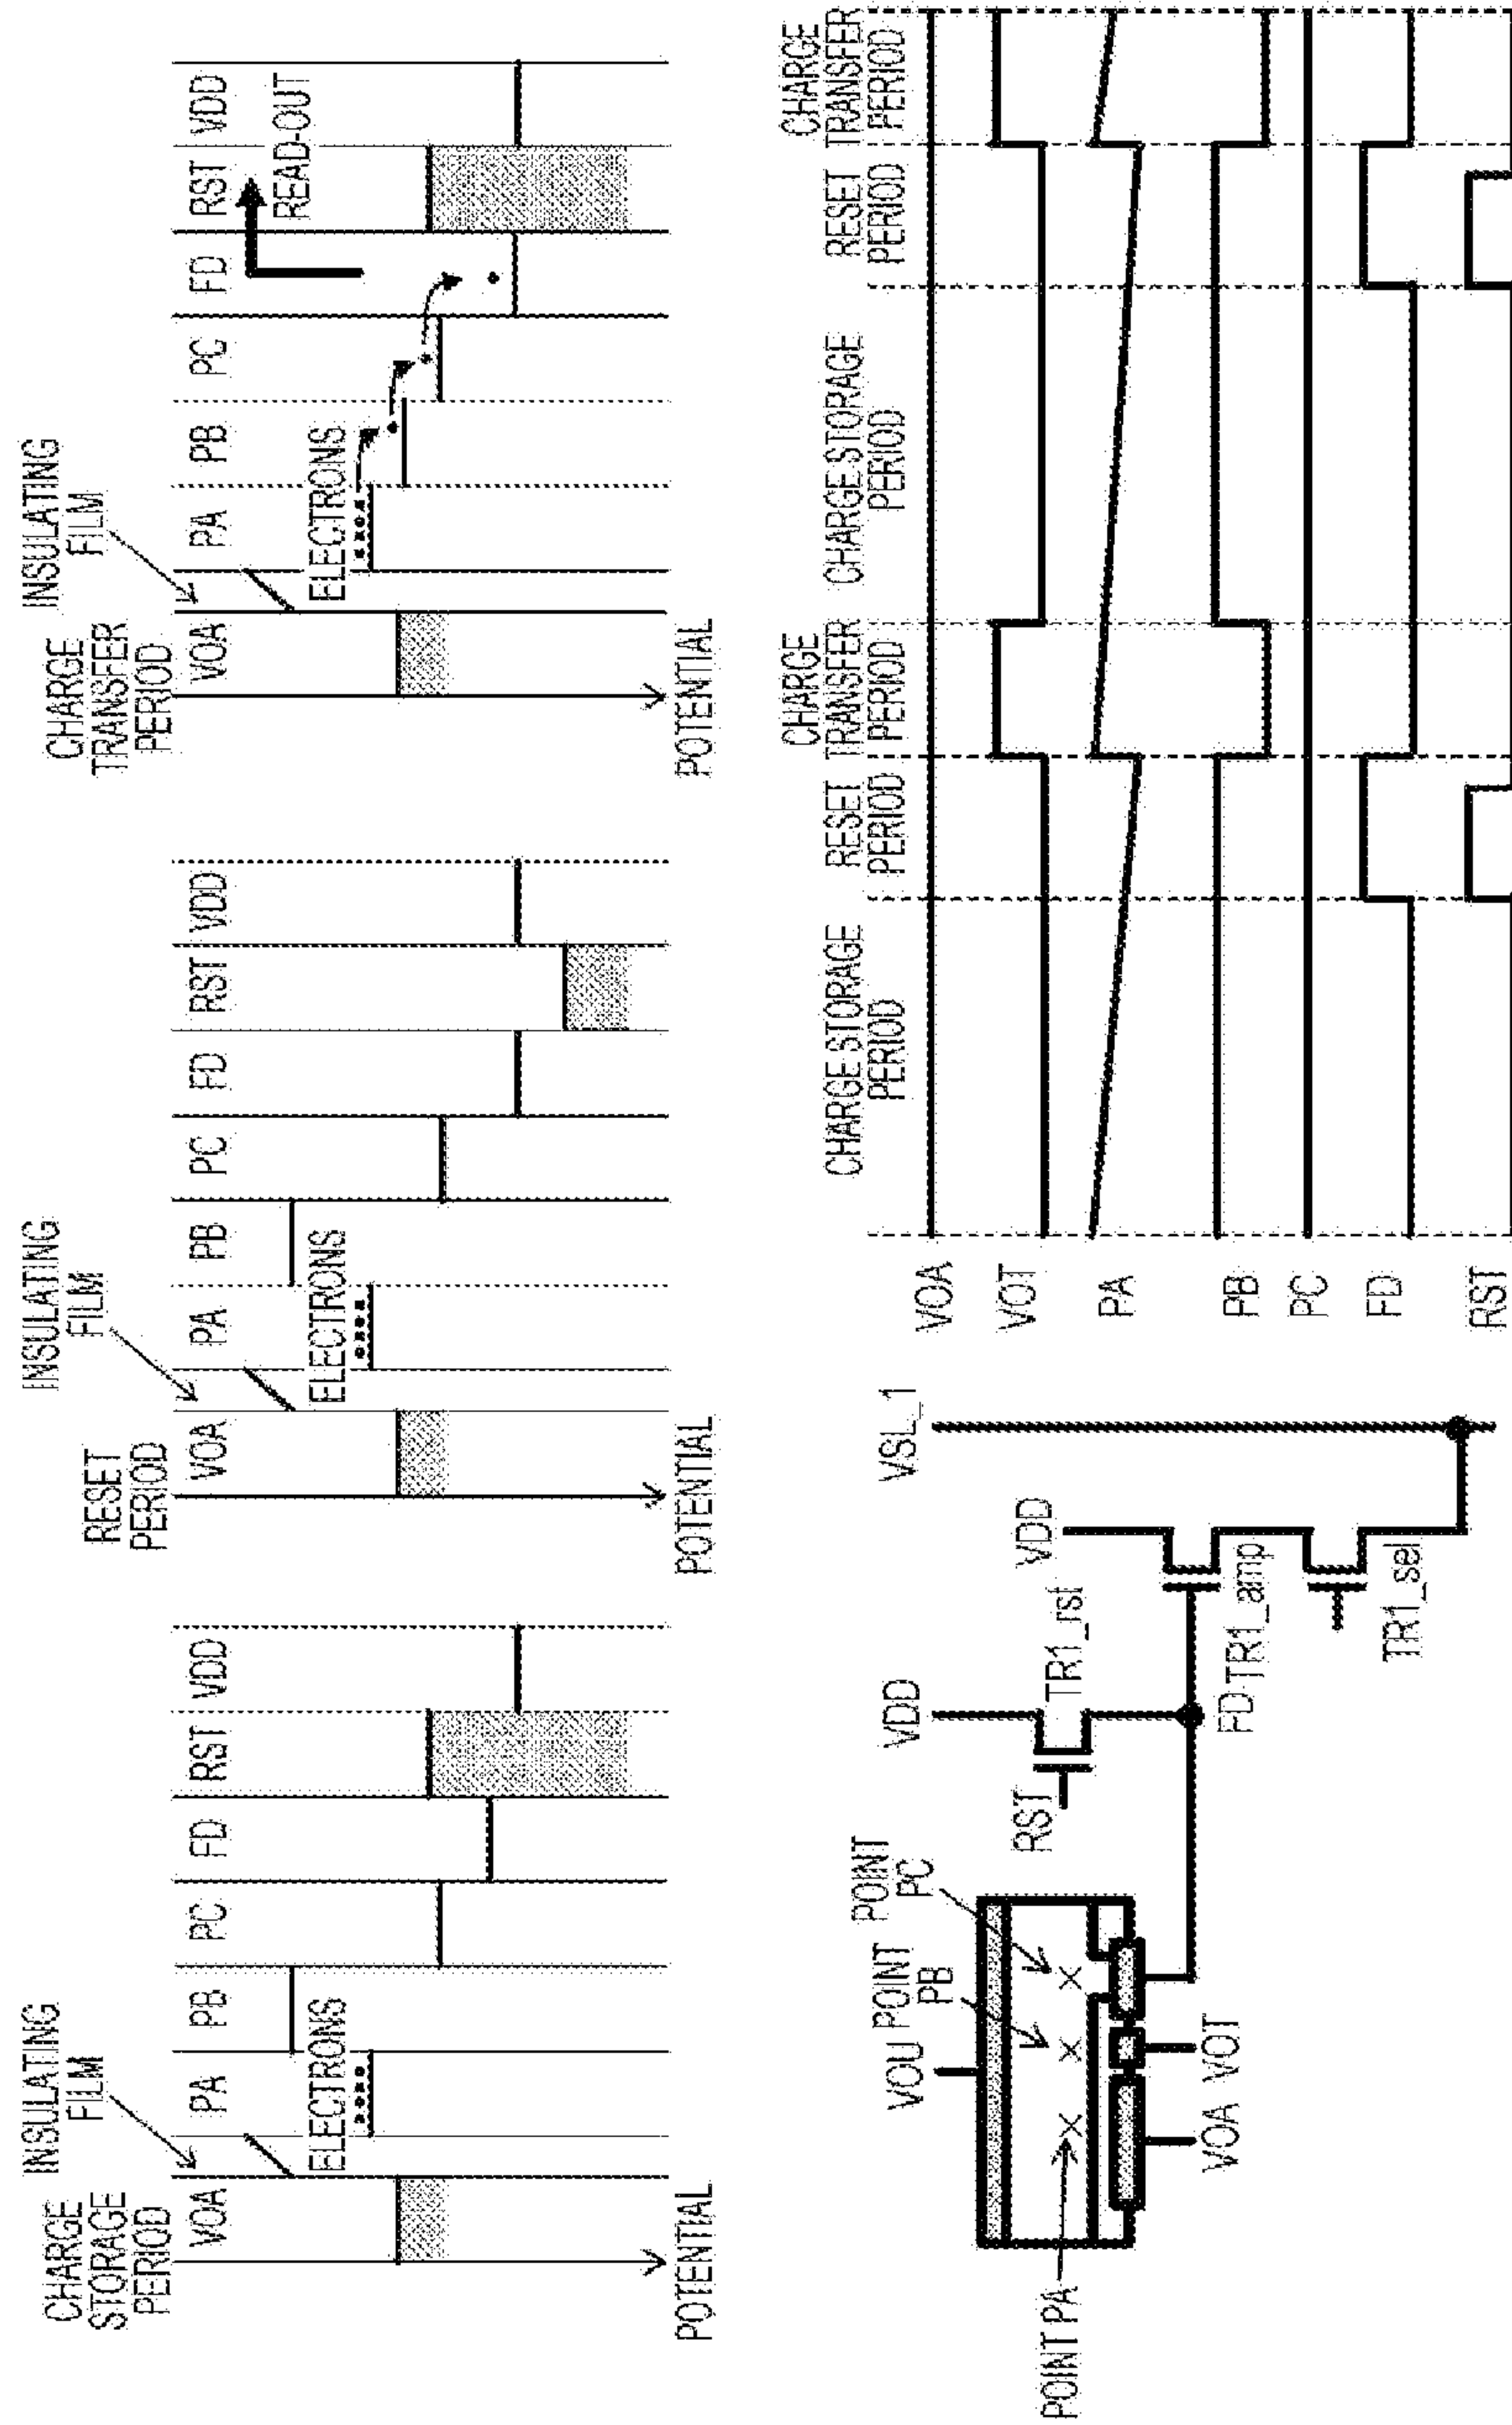 CHARGE
STORAGE
PERIOD
INSULATING
FILM
VOA
PA
PB
PC
FD
RST
VDD
ELECTRONS
POTENTIAL
RESET
PERIOD
INSULATING
FILM
VOA
PA
PB
PC
FD
RST
VDD
ELECTRONS
POTENTIAL
CHARGE
TRANSFER
PERIOD
INSULATING
FILM
VOA
PA
PB
PC
FD
RST
VDD
READ-OUT
ELECTRONS
POTENTIAL
POINT PA
VOU
POINT
PB
POINT
PC
VOA
VOT
RST
VDD
TR1_rst
FD
VDD
TR1_amp
TR1_sel
VSL_1
CHARGE STORAGE
PERIOD
RESET
PERIOD
CHARGE
TRANSFER
PERIOD
CHARGE STORAGE
PERIOD
RESET
PERIOD
CHARGE
TRANSFER
PERIOD
VOA
VOT
PA
PB
PC
FD
RST